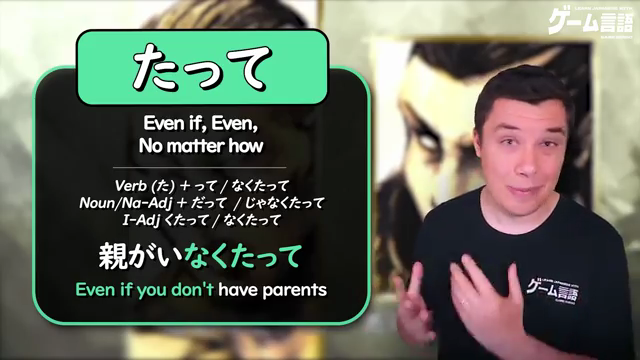 たって
Even if, Even,
No matter how
Verb (た) + って / なくたって
Noun/Na-Adj + だって / じゃなくたって
I-Adj くたって / なくたって
親がいなくたって
Even if you don't have parents
ゲーム言語
ゲーム言語